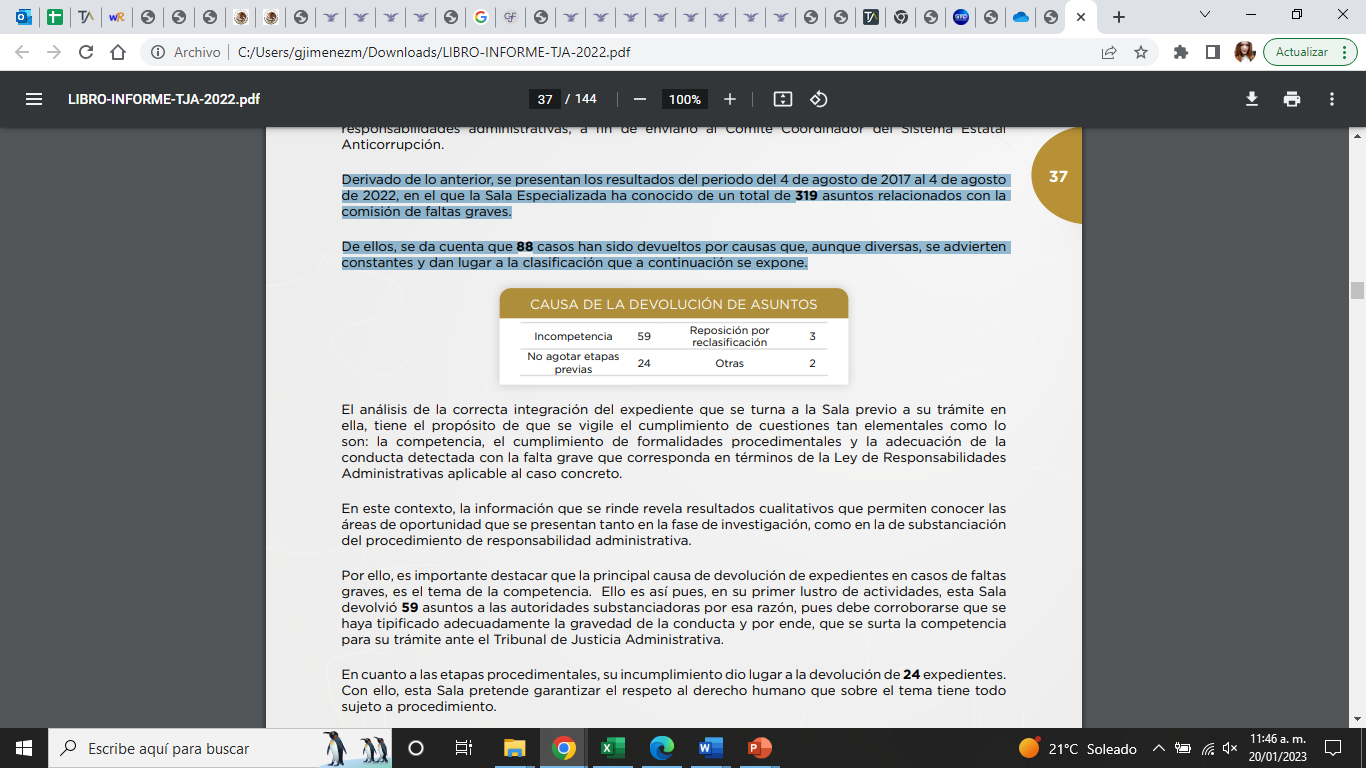 Archivo
C:/Users/gjimenezm/Downloads/LIBRO-INFORME-TJA-2022.pdf
Actualizar
LIBRO-INFORME-TJA-2022.pdf
37 / 144
100%
responsabilidades administrativas, a fin de enviarlo al Comité Coordinador del Sistema Estatal
Anticorrupción.
37
Derivado de lo anterior, se presentan los resultados del periodo del 4 de agosto de 2017 al 4 de agosto
de 2022, en el que la Sala Especializada ha conocido de un total de 319 asuntos relacionados con la
comisión de faltas graves.
De ellos, se da cuenta que 88 casos han sido devueltos por causas que, aunque diversas, se advierten
constantes y dan lugar a la clasificación que a continuación se expone.
CAUSA DE LA DEVOLUCIÓN DE ASUNTOS
Incompetencia 59 Reposición por
reclasificación 3
No agotar etapas
previas 24 Otras 2
El análisis de la correcta integración del expediente que se turna a la Sala previo a su trámite en
ella, tiene el propósito de que se vigile el cumplimiento de cuestiones tan elementales como lo
son: la competencia, el cumplimiento de formalidades procedimentales y la adecuación de la
conducta detectada con la falta grave que corresponda en términos de la Ley de Responsabilidades
Administrativas aplicable al caso concreto.
En este contexto, la información que se rinde revela resultados cualitativos que permiten conocer las
áreas de oportunidad que se presentan tanto en la fase de investigación, como en la de substanciación
del procedimiento de responsabilidad administrativa.
Por ello, es importante destacar que la principal causa de devolución de expedientes en casos de faltas
graves, es el tema de la competencia. Ello es así pues, en su primer lustro de actividades, esta Sala
devolvió 59 asuntos a las autoridades substanciadoras por esa razón, pues debe corroborarse que se
haya tipificado adecuadamente la gravedad de la conducta y por ende, que se surta la competencia
para su trámite ante el Tribunal de Justicia Administrativa.
En cuanto a las etapas procedimentales, su incumplimiento dio lugar a la devolución de 24 expedientes.
Con ello, esta Sala pretende garantizar el respeto al derecho humano que sobre el tema tiene todo
sujeto a procedimiento.
Escribe aquí para buscar
21°C Soleado
11:46 a. m.
20/01/2023